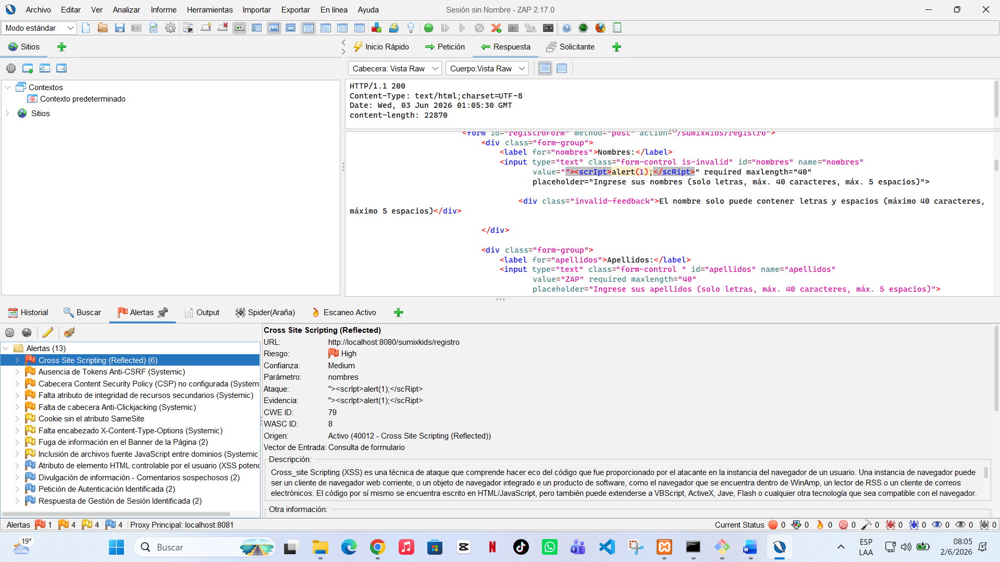 Archivo Editar Ver Analizar Informe Herramientas Importar Exportar En línea Ayuda
Sesión sin Nombre - ZAP 2.17.0
Modo estándar
Sitios
Inicio Rápido
Petición
Respuesta
Solicitante
Cabecera: Vista Raw
Cuerpo:Vista Raw
Contextos
Contexto predeterminado
Sitios
HTTP/1.1 200
Content-Type: text/html;charset=UTF-8
Date: Wed, 03 Jun 2026 01:05:30 GMT
content-length: 22870
<form id="registroForm" method="post" action="/sumixkids/registro">
<div class="form-group">
<label for="nombres">Nombres:</label>
<input type="text" class="form-control is-invalid" id="nombres" name="nombres"
value=""><scrIpt>alert(1);</scRipt>" required maxlength="40"
placeholder="Ingrese sus nombres (solo letras, máx. 40 caracteres, máx. 5 espacios)">
<div class="invalid-feedback">El nombre solo puede contener letras y espacios (máximo 40 caracteres,
máximo 5 espacios)</div>
</div>
<div class="form-group">
<label for="apellidos">Apellidos:</label>
<input type="text" class="form-control " id="apellidos" name="apellidos"
value="ZAP" required maxlength="40"
placeholder="Ingrese sus apellidos (solo letras, máx. 40 caracteres, máx. 5 espacios)">
Historial
Buscar
Alertas
Output
Spider(Araña)
Escaneo Activo
Alertas (13)
Cross Site Scripting (Reflected) (6)
Ausencia de Tokens Anti-CSRF (Systemic)
Cabecera Content Security Policy (CSP) no configurada (System
Falta atributo de integridad de recursos secundarios (Systemic)
Falta de cabecera Anti-Clickjacking (Systemic)
Cookie sin el atributo SameSite
Falta encabezado X-Content-Type-Options (Systemic)
Fuga de información en el Banner de la Página (2)
Inclusión de archivos fuente JavaScript entre dominios (Systemic
Atributo de elemento HTML controlable por el usuario (XSS potenc
Divulgación de información - Comentarios sospechosos (2)
Petición de Autenticación Identificada (2)
Respuesta de Gestión de Sesión Identificada (2)
Cross Site Scripting (Reflected)
URL: http://localhost:8080/sumixkids/registro
Riesgo: High
Confianza: Medium
Parámetro: nombres
Ataque: "><scrIpt>alert(1);</scRipt>
Evidencia: "><scrIpt>alert(1);</scRipt>
CWE ID: 79
WASC ID: 8
Origen: Activo (40012 - Cross Site Scripting (Reflected))
Vector de Entrada: Consulta de formulario
Descripción:
Cross_site Scripting (XSS) es una técnica de ataque que comprende hacer eco del código que fue proporcionado por el atacante en la instancia del navegador de un usuario. Una instancia de navegador puede
ser un cliente de navegador web corriente, o un objeto de navegador integrado e un producto de software, como el navegador que se encuentra dentro de WinAmp, un lector de RSS o un cliente de correos
electrónicos. El código por sí mismo se encuentra escrito en HTML/JavaScript, pero también puede extenderse a VBScript, ActiveX, Jave, Flash o cualquier otra tecnología que sea compatible con el navegador.
Otra información:
Alertas 1 4 4 4 Proxy Principal: localhost:8081
Current Status 0 0 0 0 0 0 0 0 0 0
19°
Buscar
ESP
LAA
08:05
2/6/2026